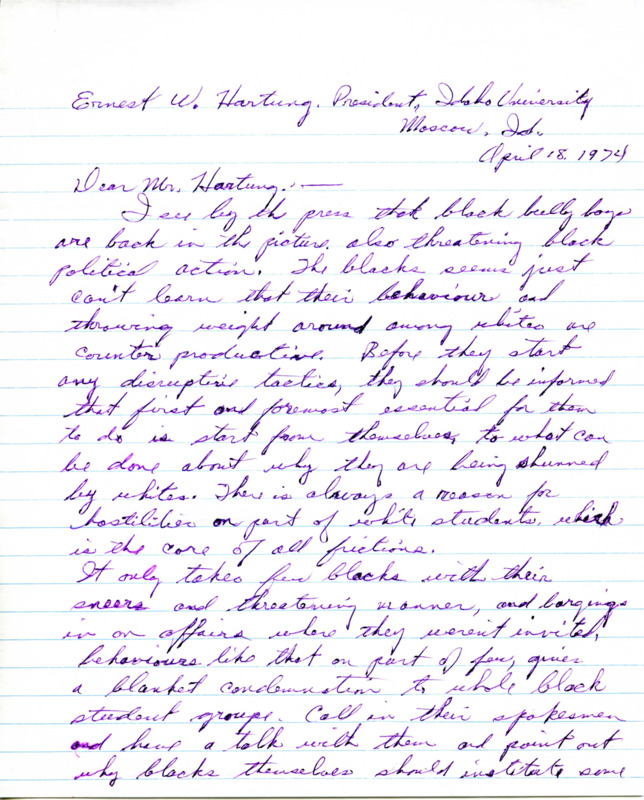 Ernest W. Hartung. President, Idaho University
Moscow, Id.
April 18. 1974
Dear Mr. Hartung. :—
I see by th press that black bully boys
are back in th picture, also threatening black
political action. The blacks seems just
can't learn that their behaviour and
throwing weight around among whites are
counter productive. Before they start
any disruptive tactics, they should be informed
that first and foremost essential for them
to do is start from themselves, to what can
be done about why they are being shunned
by whites. There is always a reason for
hostilities on part of white students, which
is the core of all frictions.
It only takes few blacks with their
sneers and threatening manner, and bargings
in on affairs where they weren't invited,
behaviours like that on part of few, gives
a blanket condemnation to whole black
student groups. Call in their spokesmen
and have a talk with them and point out
why blacks themselves should institute some